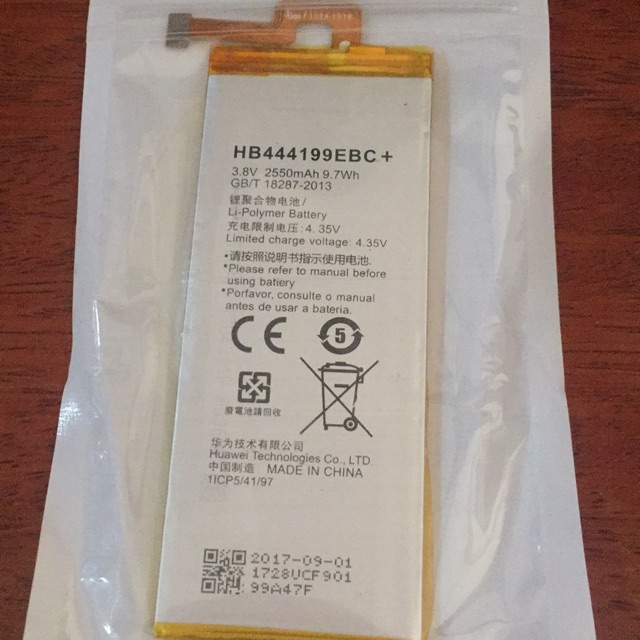 HB444199EBC+
3.8V 2550mAh 9.7Wh
GB/T 18287-2013
锂聚合物电池/
Li-Polymer Battery
充电限制电压: 4.35V
Limited charge voltage: 4.35V
•请按照说明书指示使用电池.
•Please refer to manual before
using battery
•Porfavor, consulte o manual
antes de usar a bateria.
CE 5
廢電池請回收
华为技术有限公司
Huawei Technologies Co., Ltd
中国制造 MADE IN CHINA
1ICP5/41/97
2017-09-01
1728UCF901
99A47F